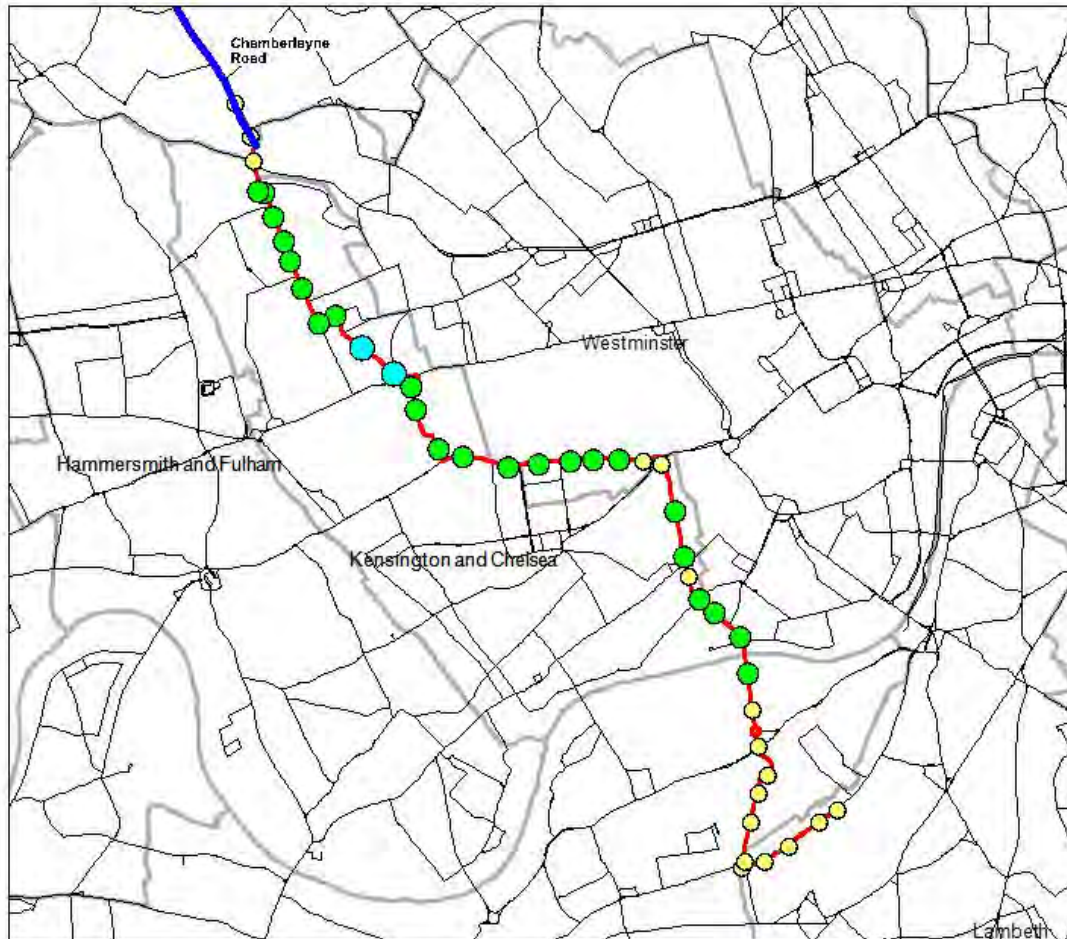 Chamberlayne
Road
Westminster
Hammersmith and Fulham
Kensington and Chelsea
Lambeth